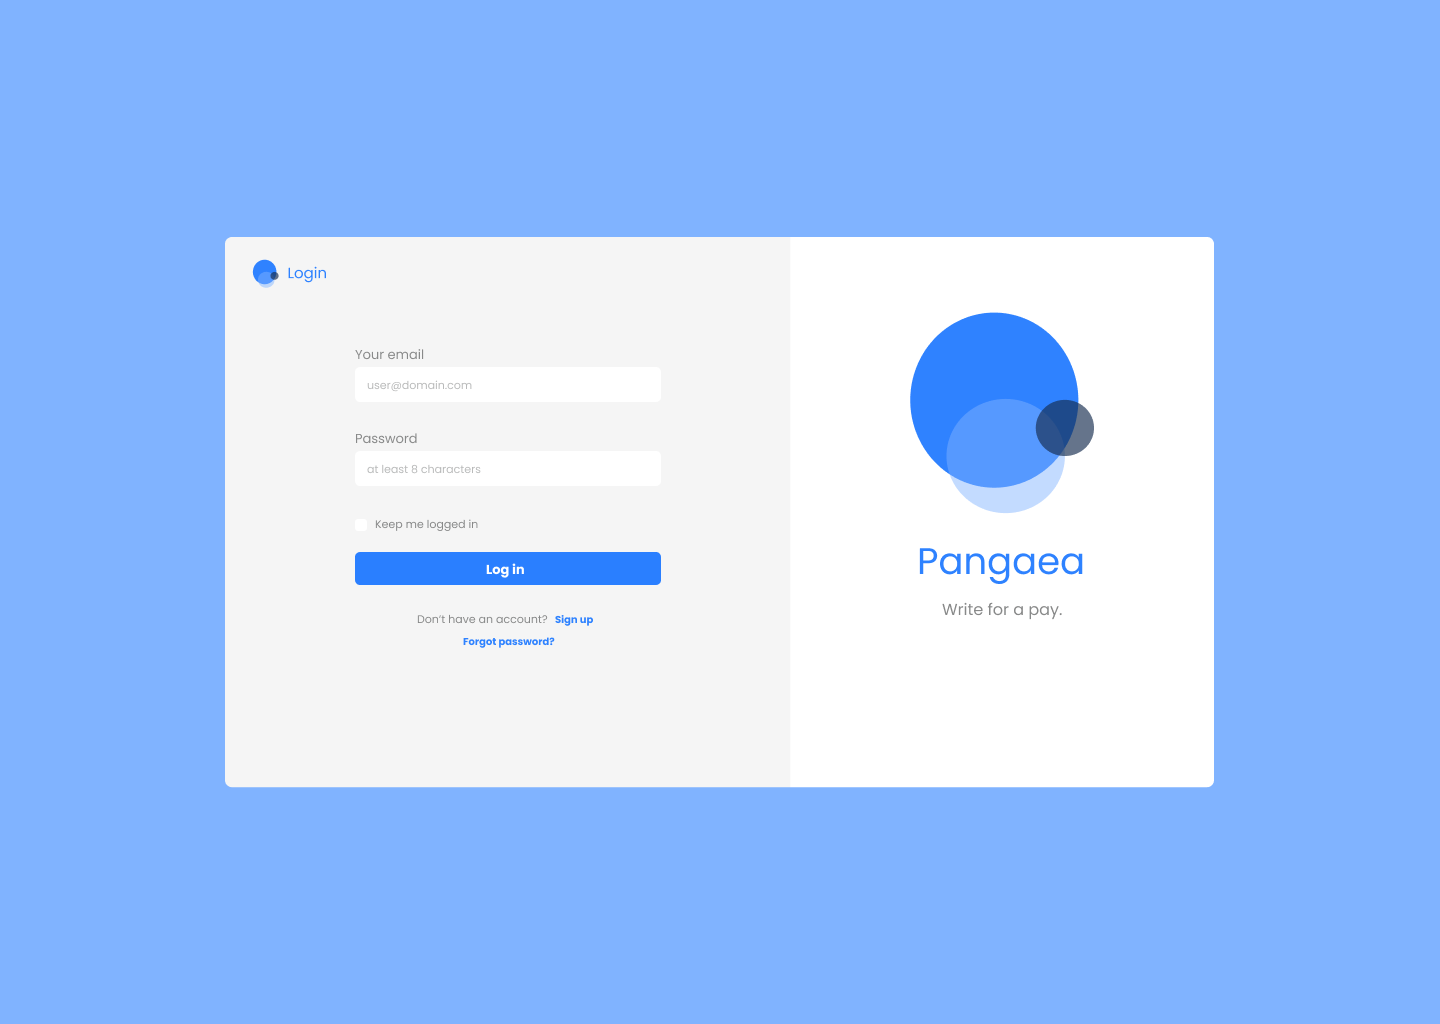 Login
Your email
user@domain.com
Password
at least 8 characters
Keep me logged in
Log in
Don’t have an account? Sign up
Forgot password?
Pangaea
Write for a pay.